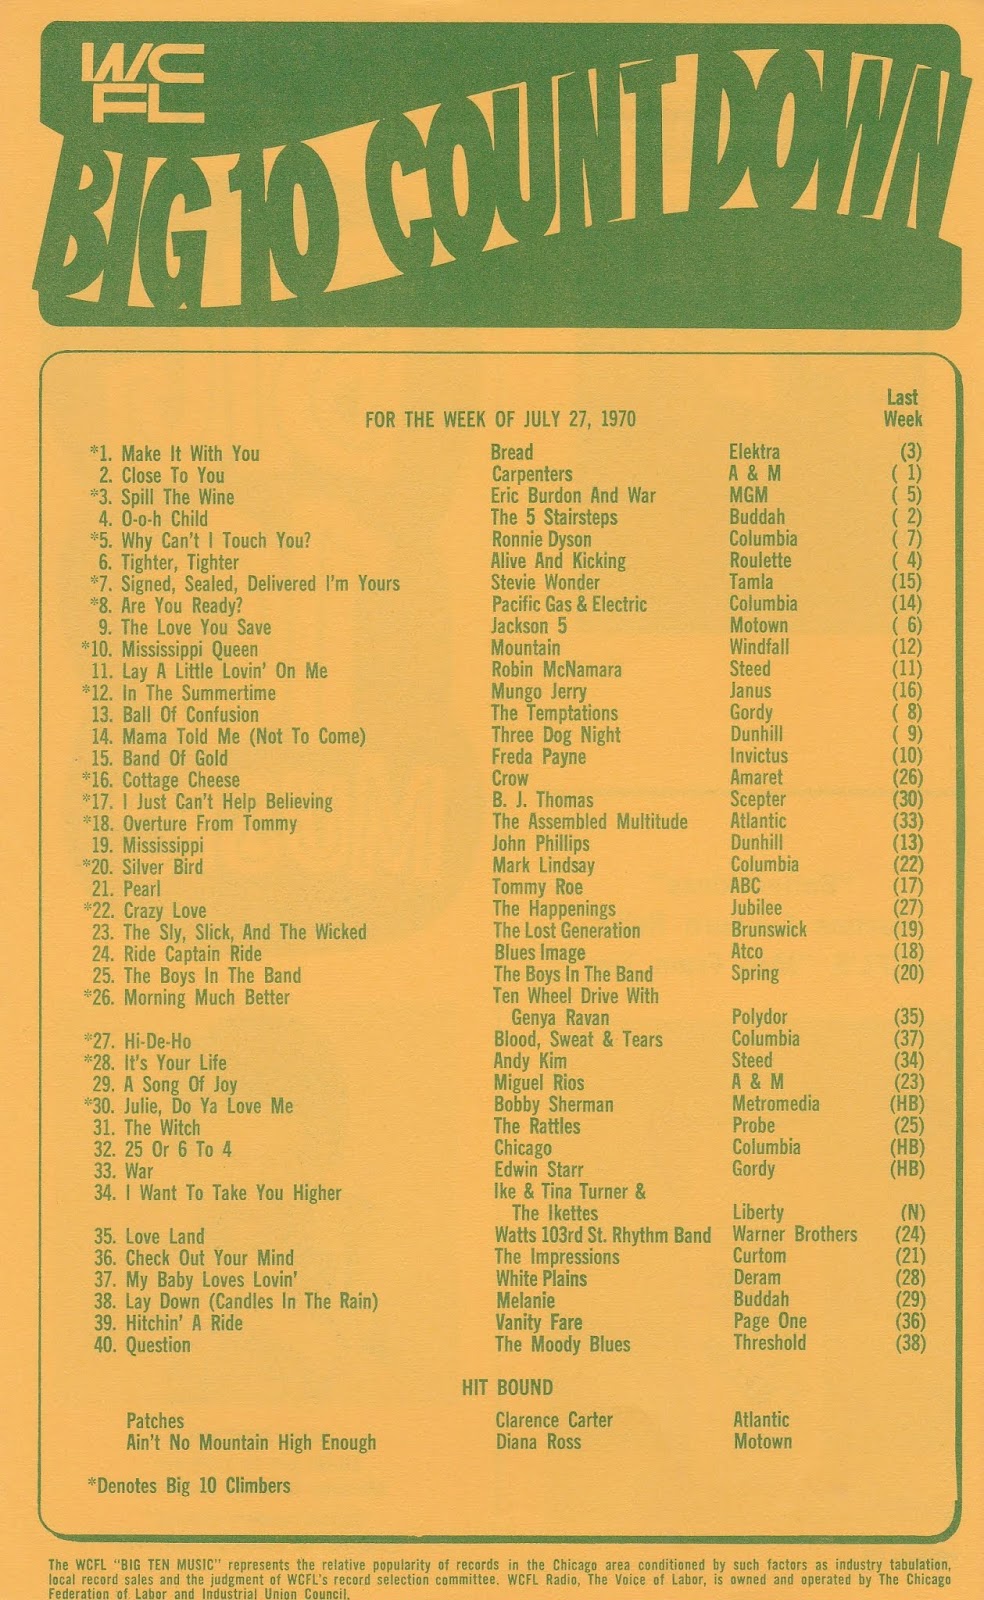 WC
FL
BIG 10 COUNT DOWN
Last
FOR THE WEEK OF JULY 27, 1970 Week
*1. Make It With You Bread Elektra (3)
2. Close To You Carpenters A & M ( 1)
*3. Spill The Wine Eric Burdon And War MGM ( 5)
4. O-o-h Child The 5 Stairsteps Buddah ( 2)
*5. Why Can't I Touch You? Ronnie Dyson Columbia ( 7)
6. Tighter, Tighter Alive And Kicking Roulette ( 4)
*7. Signed, Sealed, Delivered I'm Yours Stevie Wonder Tamla (15)
*8. Are You Ready? Pacific Gas & Electric Columbia (14)
9. The Love You Save Jackson 5 Motown ( 6)
*10. Mississippi Queen Mountain Windfall (12)
11. Lay A Little Lovin' On Me Robin McNamara Steed (11)
*12. In The Summertime Mungo Jerry Janus (16)
13. Ball Of Confusion The Temptations Gordy ( 8)
14. Mama Told Me (Not To Come) Three Dog Night Dunhill ( 9)
15. Band Of Gold Freda Payne Invictus (10)
*16. Cottage Cheese Crow Amaret (26)
*17. I Just Can't Help Believing B. J. Thomas Scepter (30)
*18. Overture From Tommy The Assembled Multitude Atlantic (33)
19. Mississippi John Phillips Dunhill (13)
*20. Silver Bird Mark Lindsay Columbia (22)
21. Pearl Tommy Roe ABC (17)
*22. Crazy Love The Happenings Jubilee (27)
23. The Sly, Slick, And The Wicked The Lost Generation Brunswick (19)
24. Ride Captain Ride Blues Image Atco (18)
25. The Boys In The Band The Boys In The Band Spring (20)
*26. Morning Much Better Ten Wheel Drive With
Genya Ravan Polydor (35)
*27. Hi-De-Ho Blood, Sweat & Tears Columbia (37)
*28. It's Your Life Andy Kim Steed (34)
29. A Song Of Joy Miguel Rios A & M (23)
*30. Julie, Do Ya Love Me Bobby Sherman Metromedia (HB)
31. The Witch The Rattles Probe (25)
32. 25 Or 6 To 4 Chicago Columbia (HB)
33. War Edwin Starr Gordy (HB)
34. I Want To Take You Higher Ike & Tina Turner &
The Ikettes Liberty (N)
35. Love Land Watts 103rd St. Rhythm Band Warner Brothers (24)
36. Check Out Your Mind The Impressions Curtom (21)
37. My Baby Loves Lovin' White Plains Deram (28)
38. Lay Down (Candles In The Rain) Melanie Buddah (29)
39. Hitchin' A Ride Vanity Fare Page One (36)
40. Question The Moody Blues Threshold (38)
HIT BOUND
Patches Clarence Carter Atlantic
Ain't No Mountain High Enough Diana Ross Motown
*Denotes Big 10 Climbers
The WCFL "BIG TEN MUSIC" represents the relative popularity of records in the Chicago area conditioned by such factors as industry tabulation,
local record sales and the judgment of WCFL's record selection committee. WCFL Radio, The Voice of Labor, is owned and operated by The Chicago
Federation of Labor and Industrial Union Council.